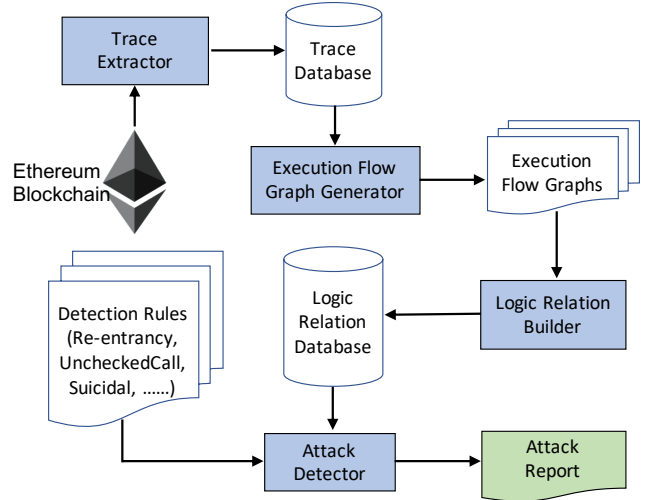 Trace
Extractor
Trace
Database
Ethereum
Blockchain
Execution Flow
Graph Generator
Execution
Flow Graphs
Detection Rules
(Re-entrancy,
UncheckedCall,
Suicidal, ......)
Logic
Relation
Database
Logic Relation
Builder
Attack
Detector
Attack
Report